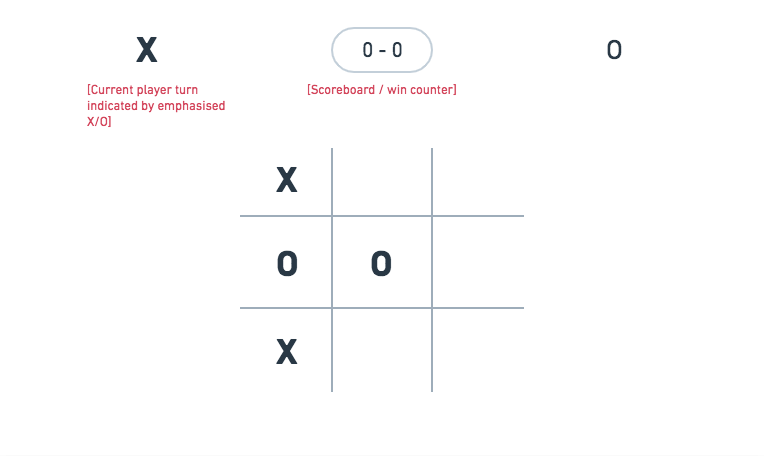 X
0 - 0
O
[Current player turn
indicated by emphasised
X/O]
[Scoreboard / win counter]
X
O O
X